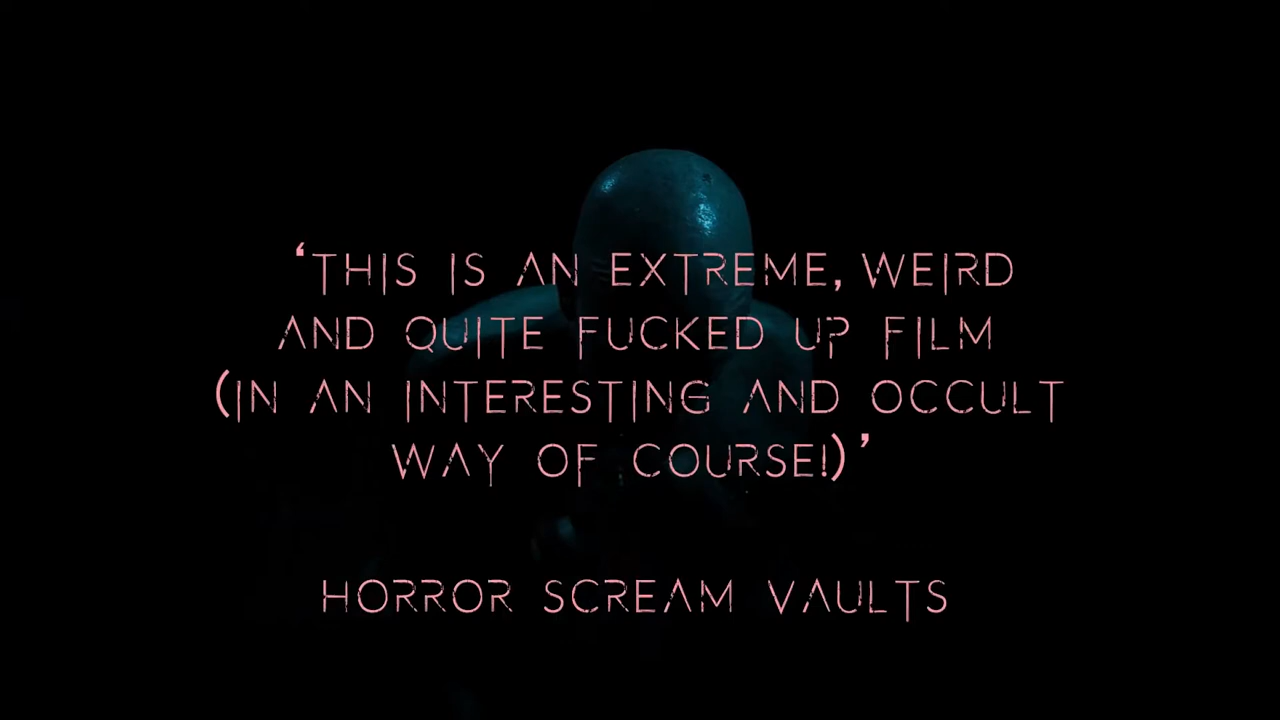 ‘THIS IS AN EXTREME, WEIRD
AND QUITE FUCKED UP FILM
(IN AN INTERESTING AND OCCULT
WAY OF COURSE!)’
HORROR SCREAM VAULTS